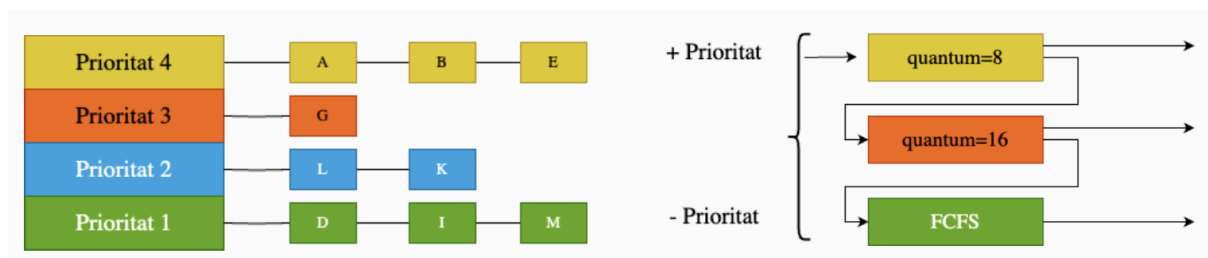 Prioritat 4
A
B
E
Prioritat 3
G
Prioritat 2
L
K
Prioritat 1
D
I
M
+ Prioritat
- Prioritat
quantum=8
quantum=16
FCFS